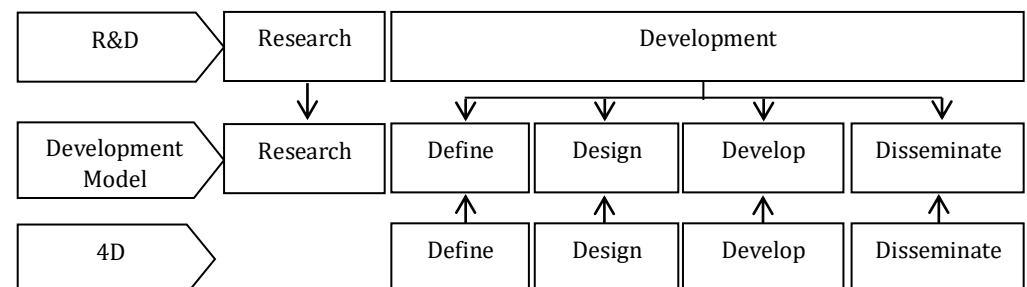 R&D
Research
Development
Development
Model
Research
Define
Design
Develop
Disseminate
4D
Define
Design
Develop
Disseminate